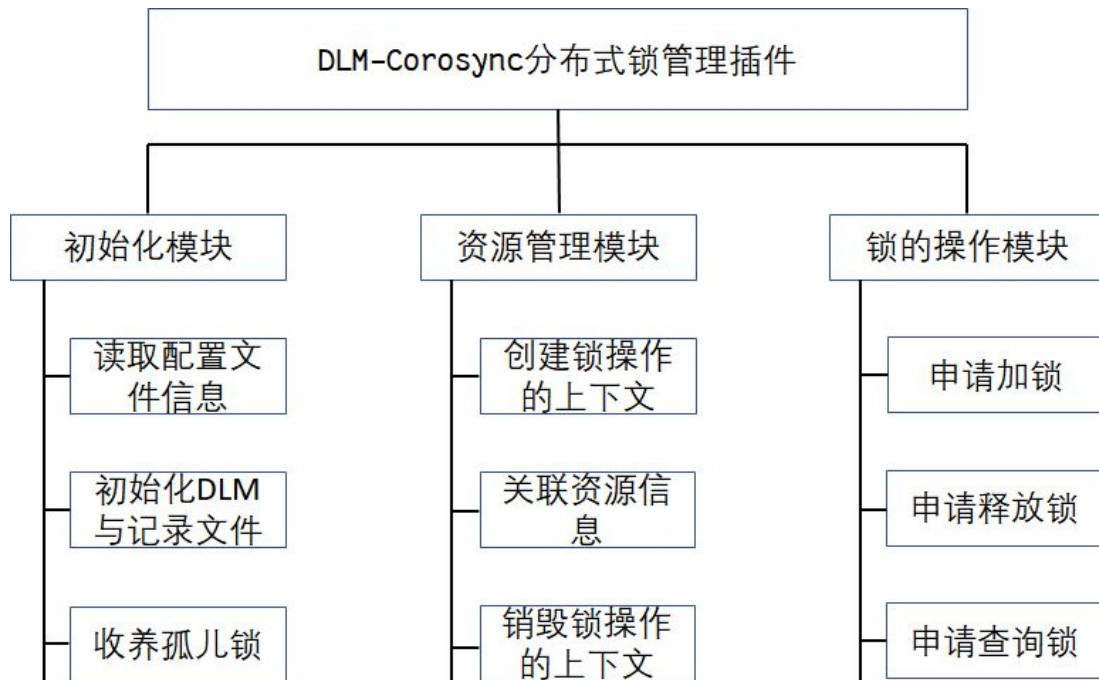 DLM-Corosync分布式锁管理插件
初始化模块
资源管理模块
锁的操作模块
读取配置文
件信息
创建锁操作
的上下文
申请加锁
初始化DLM
与记录文件
关联资源信
息
申请释放锁
收养孤儿锁
销毁锁操作
的上下文
申请查询锁